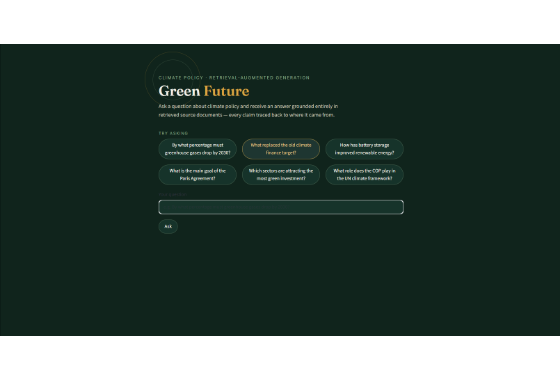 CLIMATE POLICY · RETRIEVAL-AUGMENTED GENERATION
Green Future
Ask a question about climate policy and receive an answer grounded entirely in
retrieved source documents — every claim traced back to where it came from.
TRY ASKING
By what percentage must
greenhouse gases drop by 2030?
What replaced the old climate
finance target?
How has battery storage
improved renewable energy?
What is the main goal of the
Paris Agreement?
Which sectors are attracting the
most green investment?
What role does the COP play in
the UN climate framework?
Ask